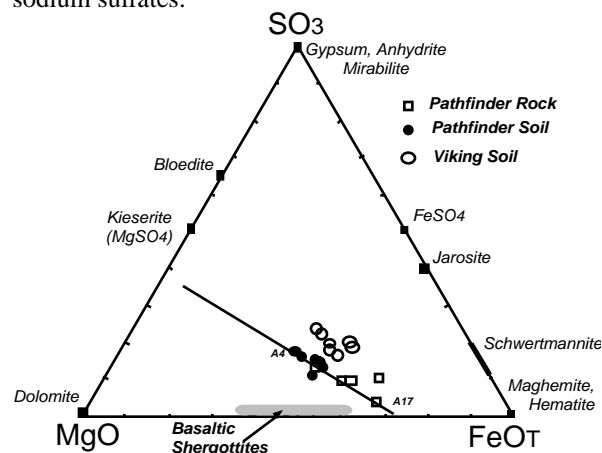 sodium sulfates.
SO3
Gypsum, Anhydrite
Mirabilite
Pathfinder Rock
Pathfinder Soil
Viking Soil
Bloedite
Kieserite
(MgSO4)
FeSO4
Jarosite
A4
Schwertmannite
Dolomite
A17
Maghemite,
Hematite
MgO
Basaltic
Shergottites
FeOT